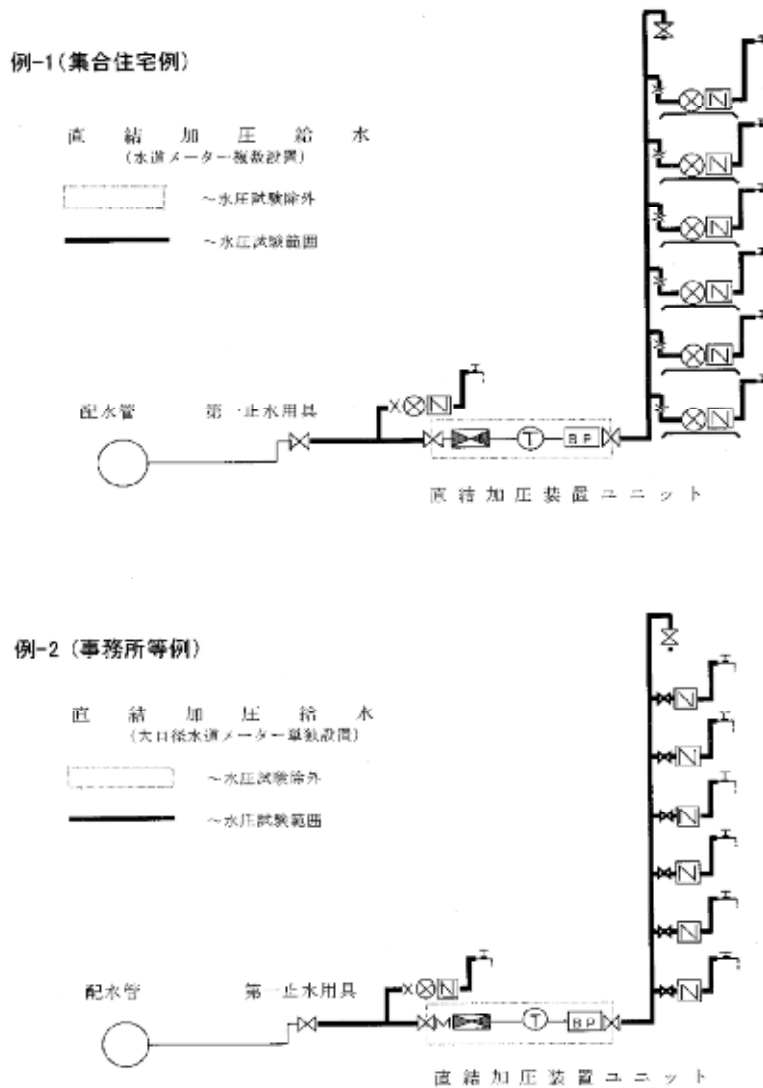 例-1(集合住宅例)
直結加圧給水
(水道メーター複数設置)
～水圧試験除外
～水圧試験範囲
配水管
第一止水用具
T
BP
直結加圧装置ユニット
例-2 (事務所等例)
直結加圧給水
(大口径水道メーター単独設置)
～水圧試験除外
～水圧試験範囲
配水管
第一止水用具
M
T
BP
直結加圧装置ユニット